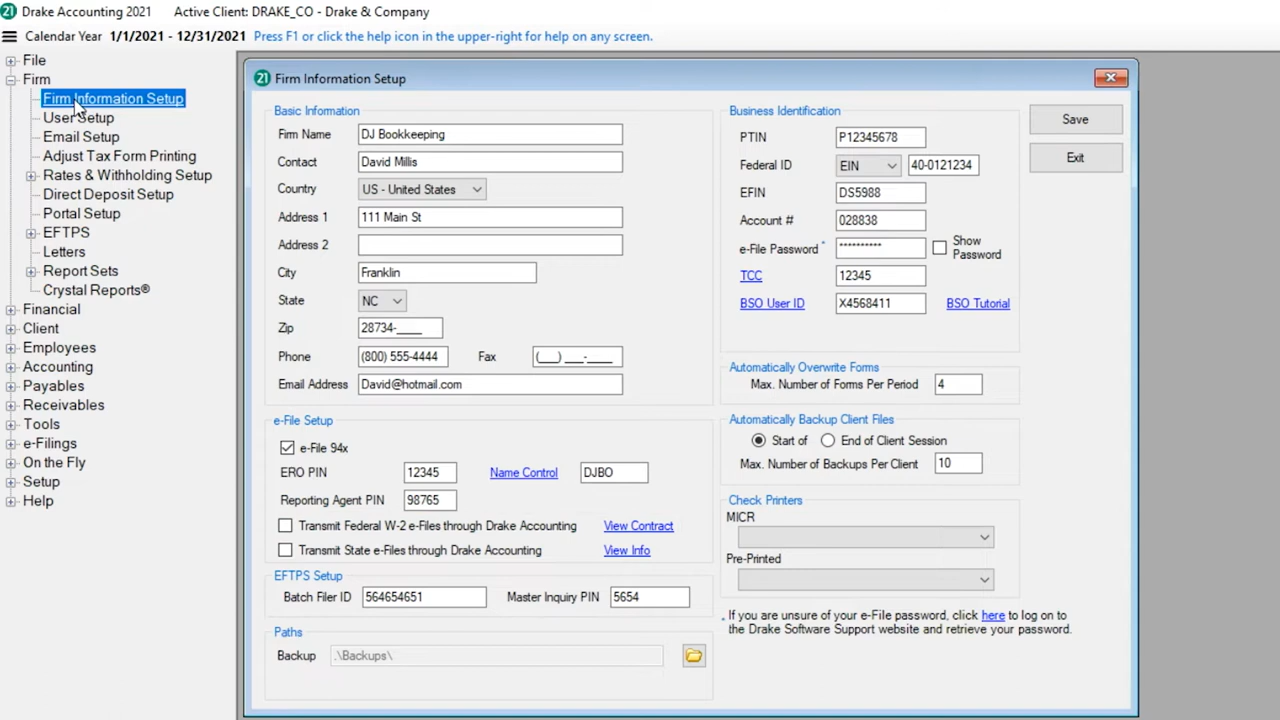 21 Drake Accounting 2021 Active Client: DRAKE_CO - Drake & Company
Calendar Year 1/1/2021 - 12/31/2021 Press F1 or click the help icon in the upper-right for help on any screen.
File
Firm
Firm Information Setup
User Setup
Email Setup
Adjust Tax Form Printing
Rates & Withholding Setup
Direct Deposit Setup
Portal Setup
EFTPS
Letters
Report Sets
Crystal Reports®
Financial
Client
Employees
Accounting
Payables
Receivables
Tools
e-Filings
On the Fly
Setup
Help
21 Firm Information Setup
Basic Information
Firm Name DJ Bookkeeping
Contact David Millis
Country US - United States
Address 1 111 Main St
Address 2
City Franklin
State NC
Zip 28734-____
Phone (800) 555-4444 Fax (___) ___-____
Email Address David@hotmail.com
e-File Setup
e-File 94x
ERO PIN 12345 Name Control DJBO
Reporting Agent PIN 98765
Transmit Federal W-2 e-Files through Drake Accounting View Contract
Transmit State e-Files through Drake Accounting View Info
EFTPS Setup
Batch Filer ID 564654651 Master Inquiry PIN 5654
Paths
Backup .\Backups\
Business Identification
PTIN P12345678
Federal ID EIN 40-0121234
EFIN DS5988
Account # 028838
e-File Password * ********** Show Password
TCC 12345
BSO User ID X4568411 BSO Tutorial
Automatically Overwrite Forms
Max. Number of Forms Per Period 4
Automatically Backup Client Files
Start of End of Client Session
Max. Number of Backups Per Client 10
Check Printers
MICR
Pre-Printed
* If you are unsure of your e-File password, click here to log on to
the Drake Software Support website and retrieve your password.
Save
Exit